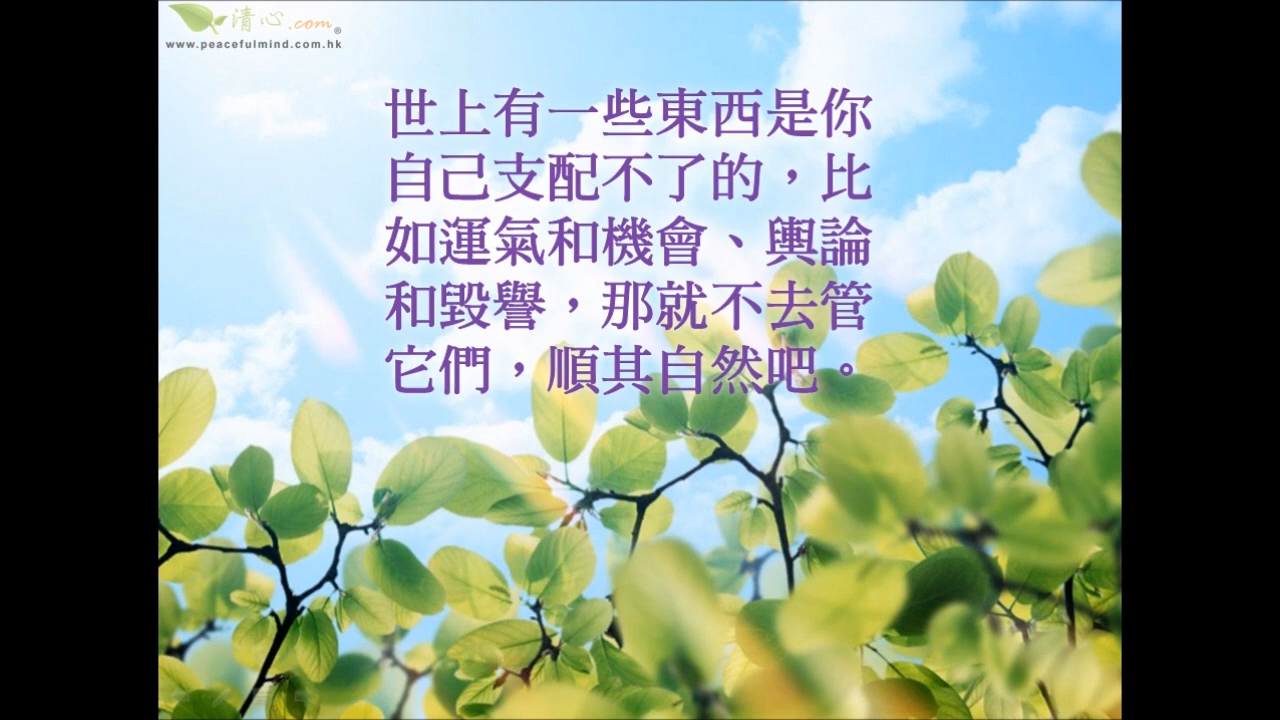 清心.com®
www.peacefulmind.com.hk
世上有一些東西是你
自己支配不了的，比
如運氣和機會、輿論
和毀譽，那就不去管
它們，順其自然吧。